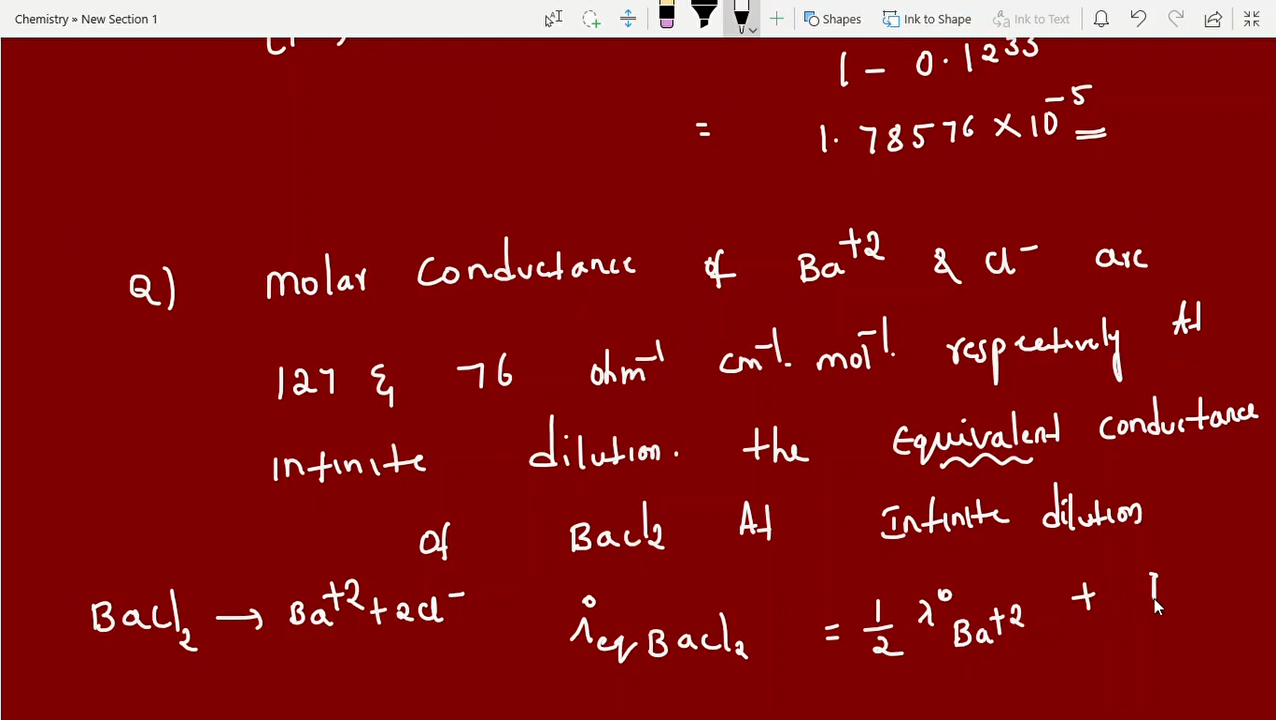 Chemistry » New Section 1
Shapes Ink to Shape Ink to Text
1 - 0.1233
= 1.78576 × 10⁻⁵
Q) Molar Conductance of Ba⁺² & Cl⁻ are
127 & 76 ohm⁻¹ cm⁻¹. mol⁻¹. respectively At
infinite dilution. the Equivalent conductance
of BaCl₂ At Infinite dilution
BaCl₂ → Ba⁺² + 2Cl⁻ λ°eq BaCl₂ = 1/2 λ° Ba⁺² +